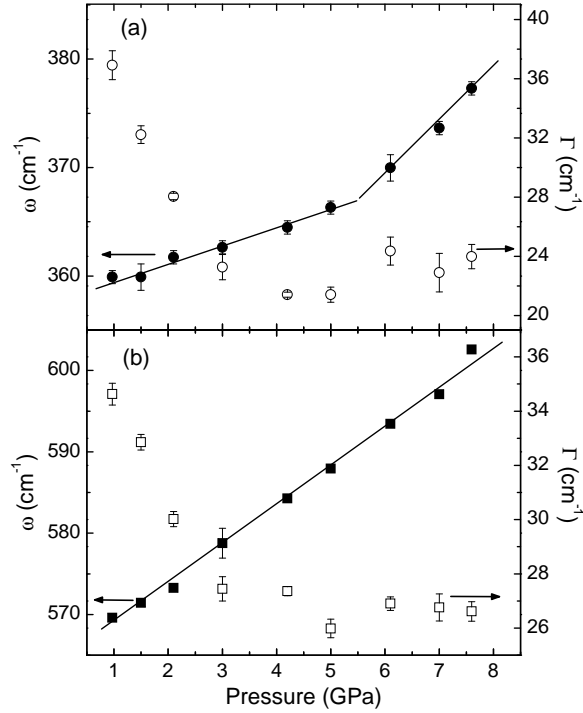 (a)
380
370
360
ω (cm-1)
40
36
32
28
24
20
Γ (cm-1)
(b)
600
590
580
570
ω (cm-1)
36
34
32
30
28
26
Γ (cm-1)
1 2 3 4 5 6 7 8
Pressure (GPa)